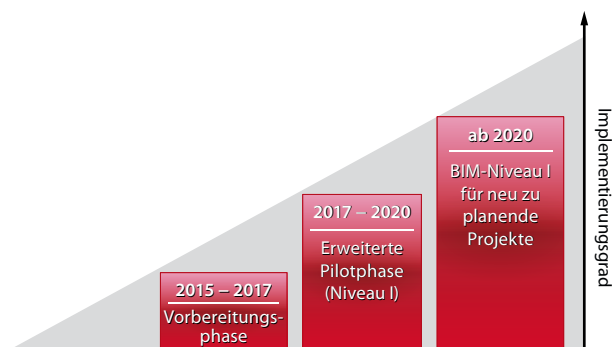 2015 – 2017
Vorbereitungs-
phase
2017 – 2020
Erweiterte
Pilotphase
(Niveau I)
ab 2020
BIM-Niveau I
für neu zu
planende
Projekte
Implementierungsgrad